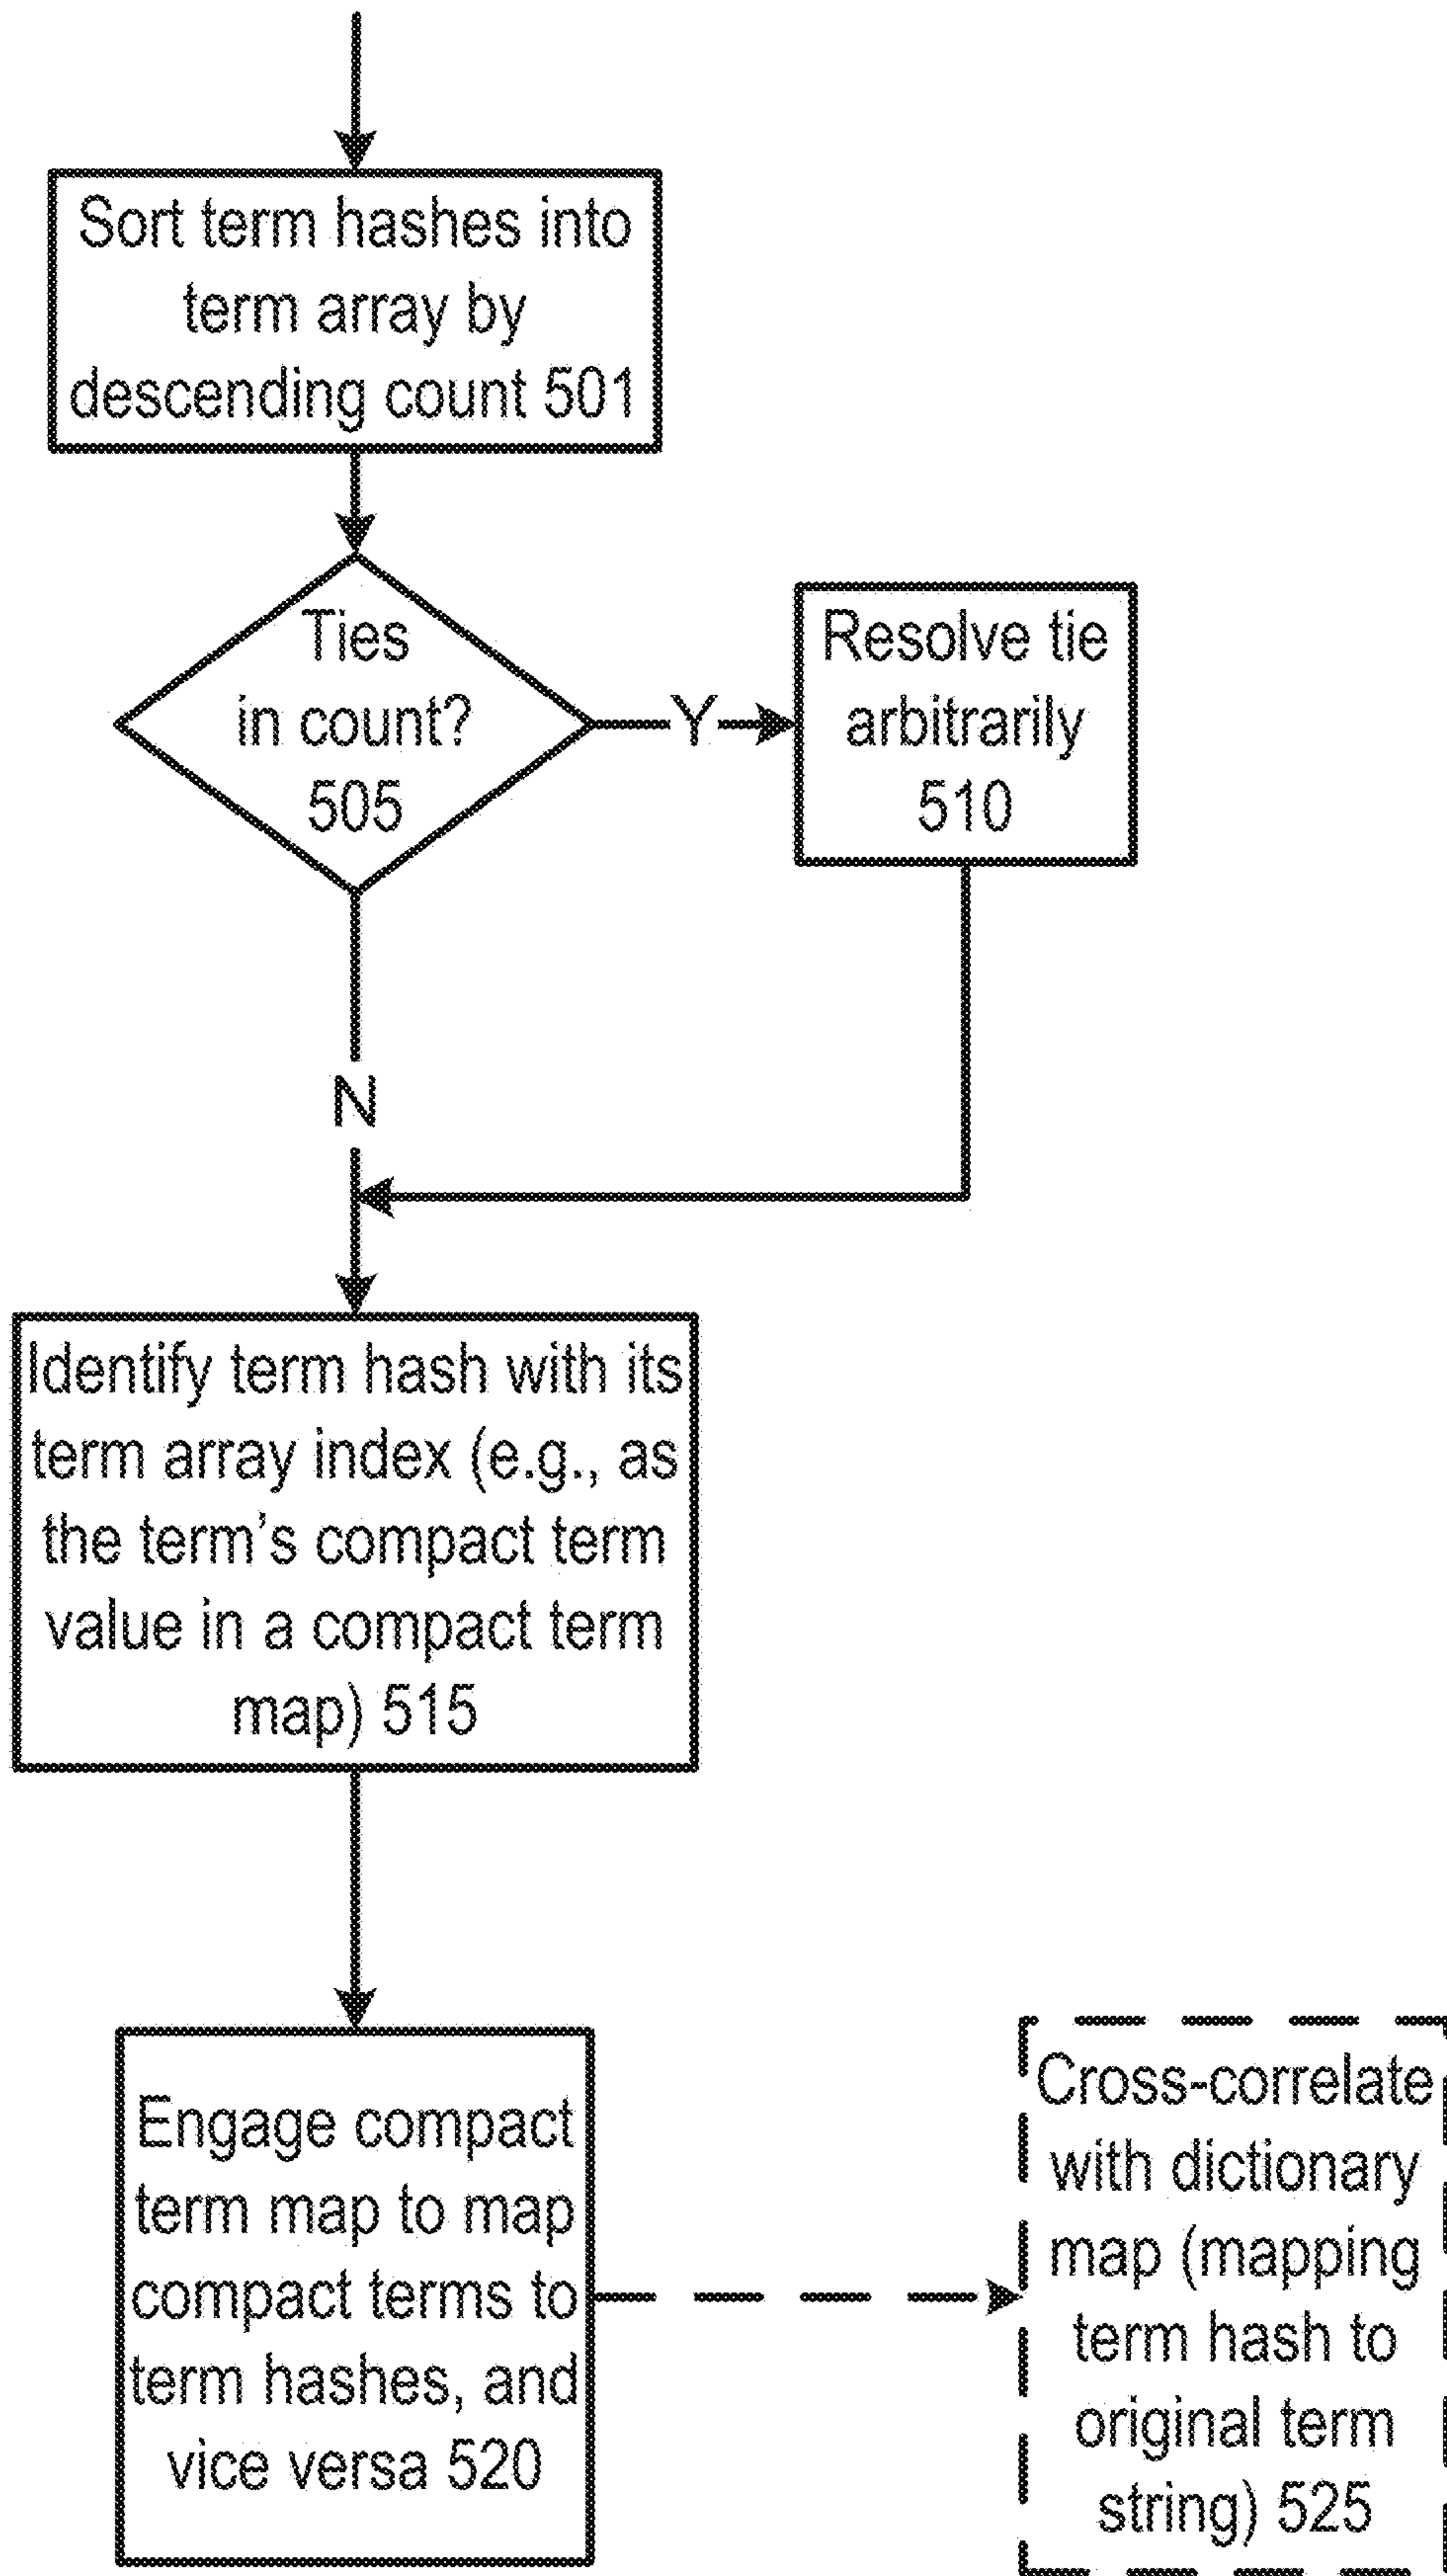 Sort term hashes into
term array by
descending count 501
Ties
in count?
505
Y
Resolve tie
arbitrarily
510
N
Identify term hash with its
term array index (e.g., as
the term’s compact term
value in a compact term
map) 515
Engage compact
term map to map
compact terms to
term hashes, and
vice versa 520
Cross-correlate
with dictionary
map (mapping
term hash to
original term
string) 525